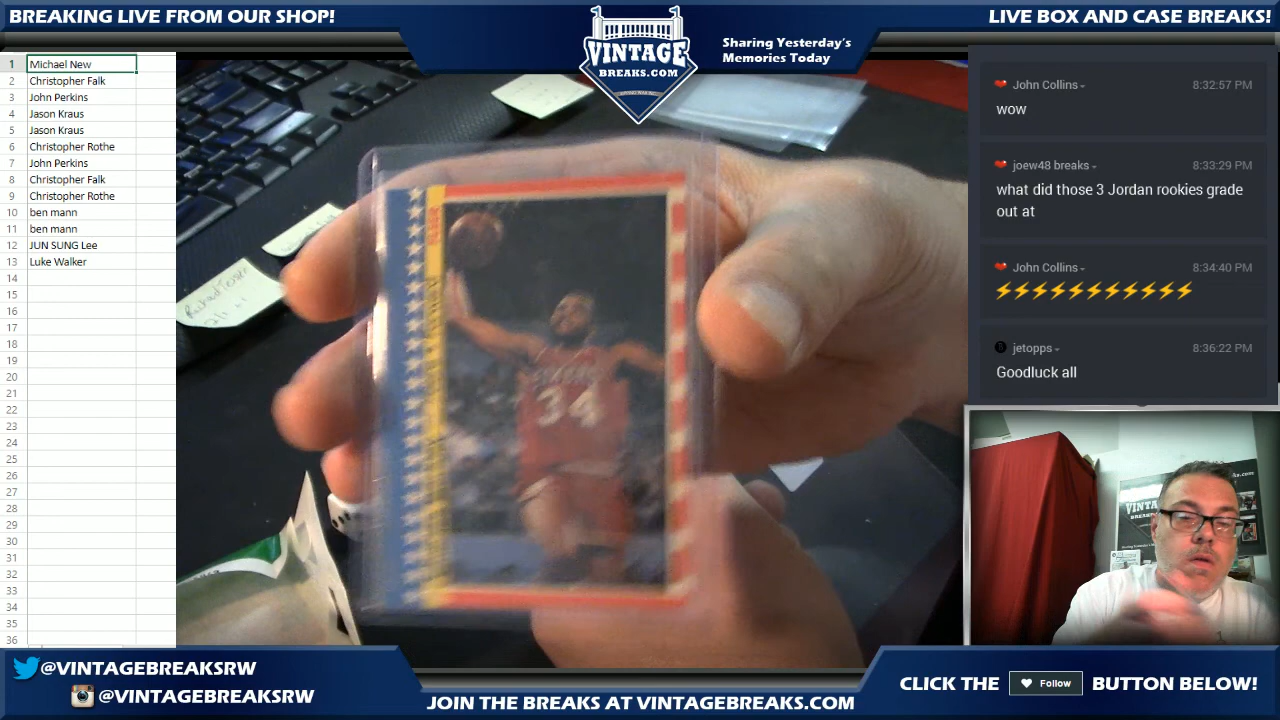 BREAKING LIVE FROM OUR SHOP!
VINTAGE
BREAKS.COM
Sharing Yesterday's
Memories Today
LIVE BOX AND CASE BREAKS!
1 Michael New
2 Christopher Falk
3 John Perkins
4 Jason Kraus
5 Jason Kraus
6 Christopher Rothe
7 John Perkins
8 Christopher Falk
9 Christopher Rothe
10 ben mann
11 ben mann
12 JUN SUNG Lee
13 Luke Walker
14
15
16
17
18
19
20
21
22
23
24
25
26
27
28
29
30
31
32
33
34
35
36
FLEER
34
John Collins 8:32:57 PM
wow
joew48 breaks 8:33:29 PM
what did those 3 Jordan rookies grade
out at
John Collins 8:34:40 PM
⚡⚡⚡⚡⚡⚡⚡⚡⚡⚡⚡
jetopps 8:36:22 PM
Goodluck all
@VINTAGEBREAKSRW
@VINTAGEBREAKSRW
JOIN THE BREAKS AT VINTAGEBREAKS.COM
CLICK THE Follow BUTTON BELOW!